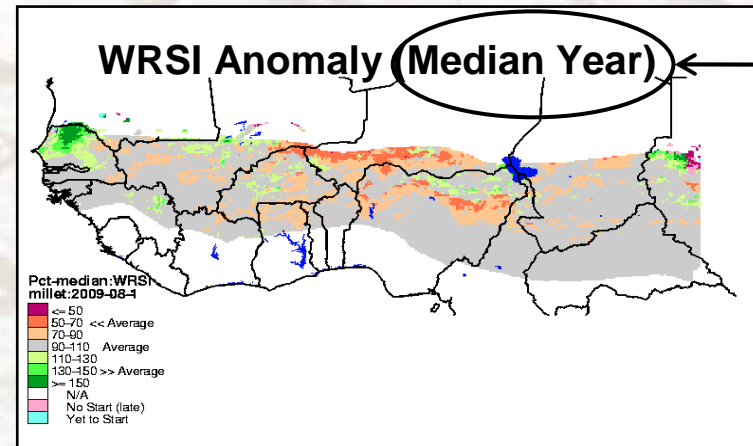 WRSI Anomaly (Median Year)
Pct-median:WRSI
millet:2009-08-1
<= 50
50-70 << Average
70-90
90-110 Average
110-130
130-150 >> Average
>= 150
N/A
No Start (late)
Yet to Start